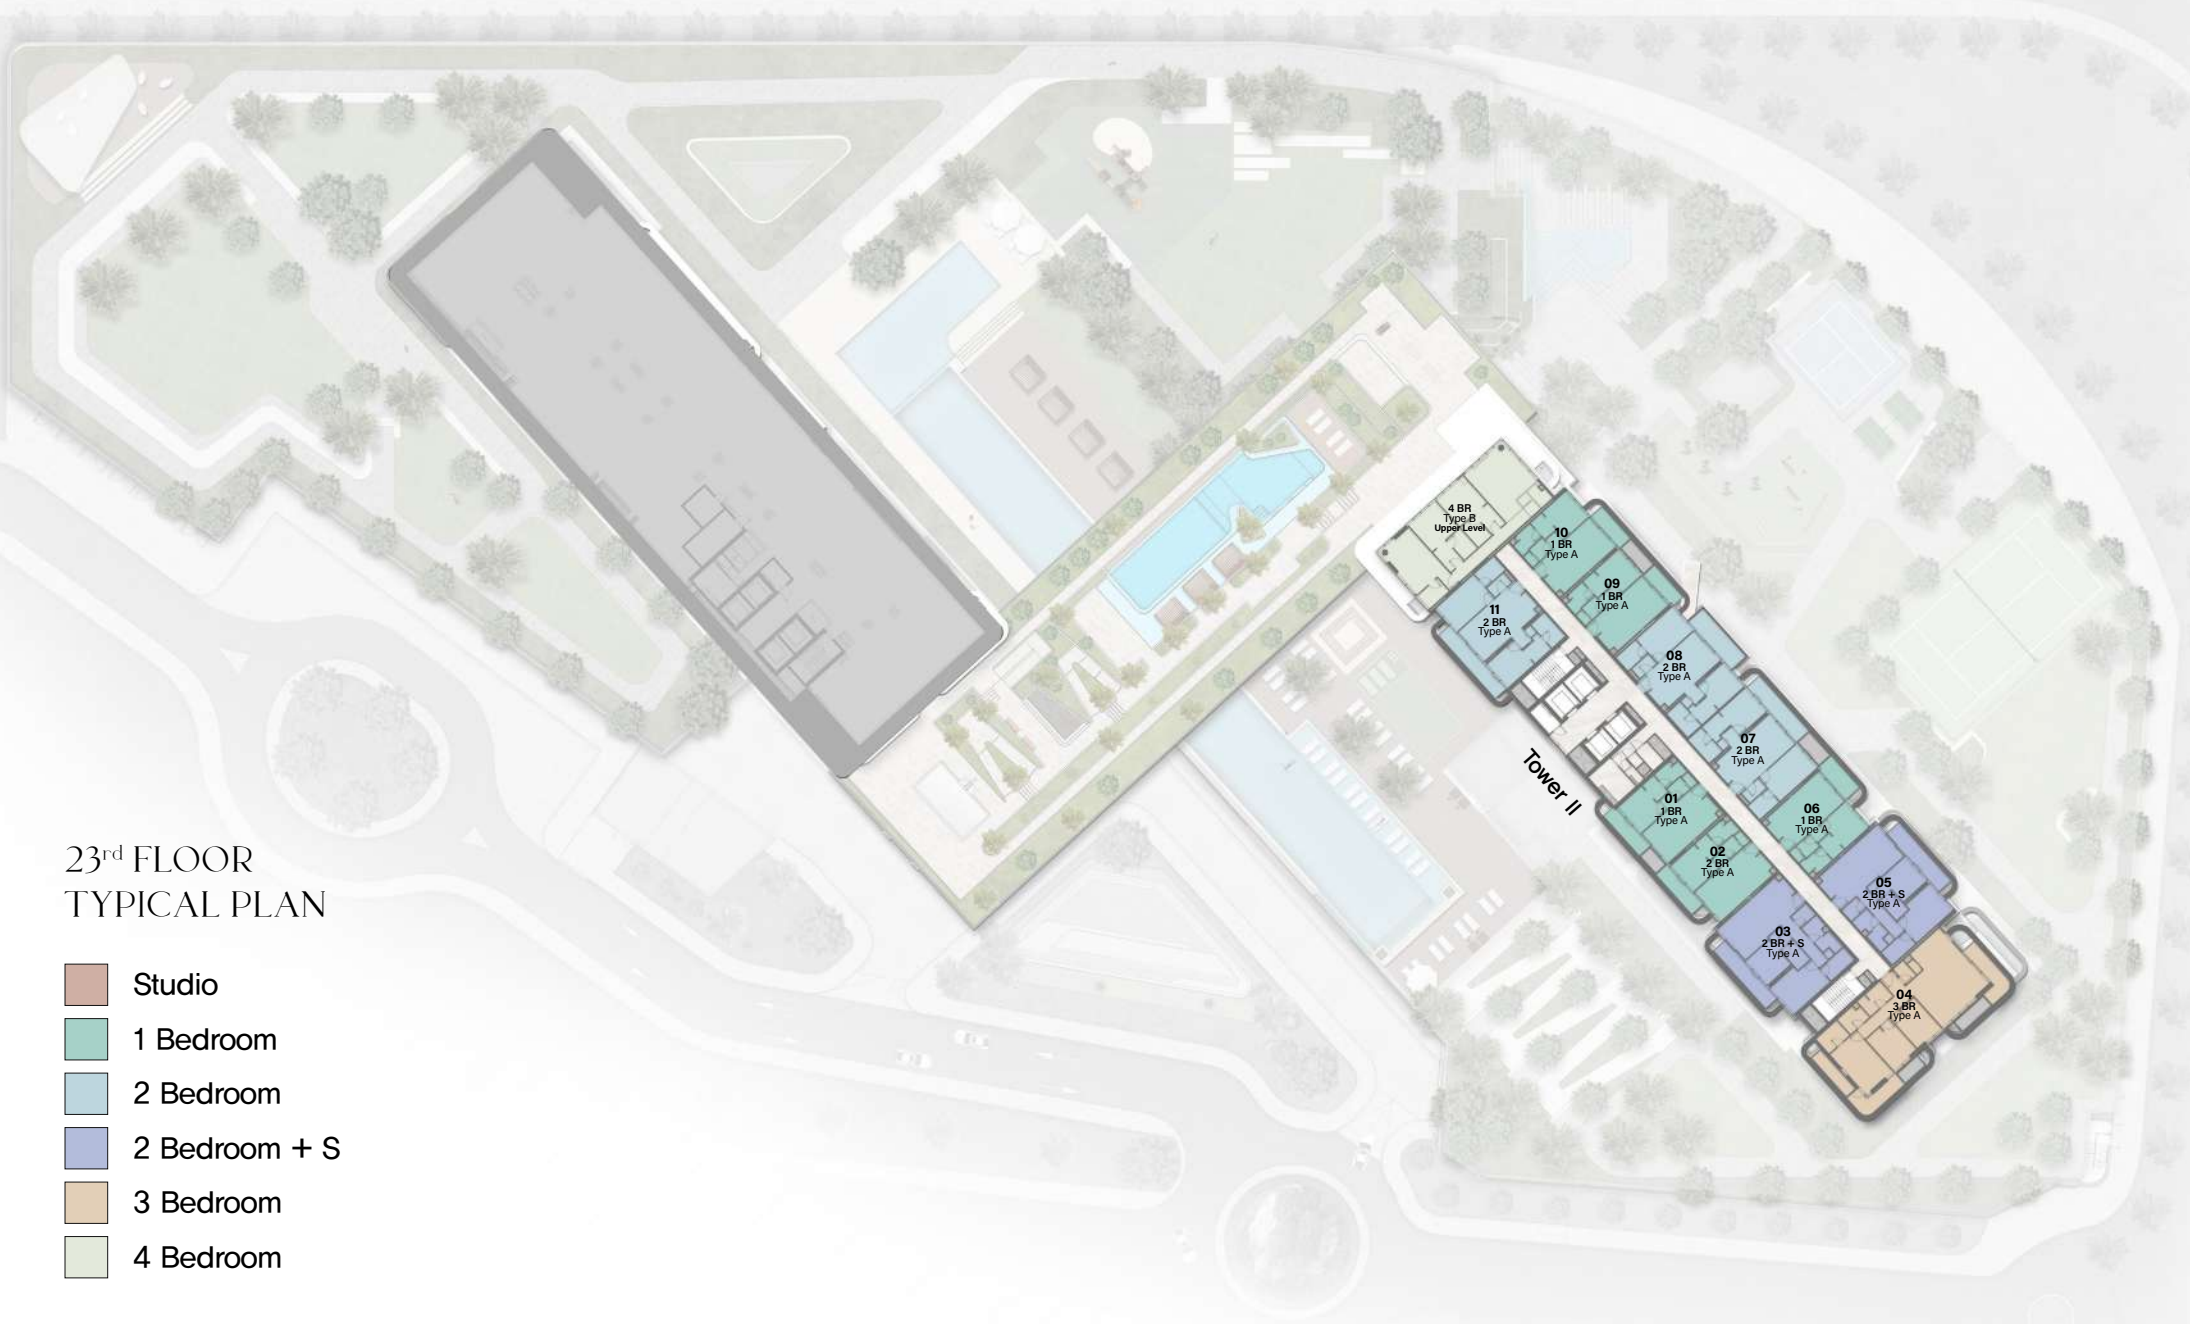 4 BR
Type B
Upper Level
10
1 BR
Type A
09
1 BR
Type A
11
2 BR
Type A
08
2 BR
Type A
07
2 BR
Type A
Tower II
01
1 BR
Type A
06
1 BR
Type A
02
2 BR
Type A
05
2 BR + S
Type A
03
2 BR + S
Type A
04
3 BR
Type A
23rd FLOOR
TYPICAL PLAN
Studio
1 Bedroom
2 Bedroom
2 Bedroom + S
3 Bedroom
4 Bedroom